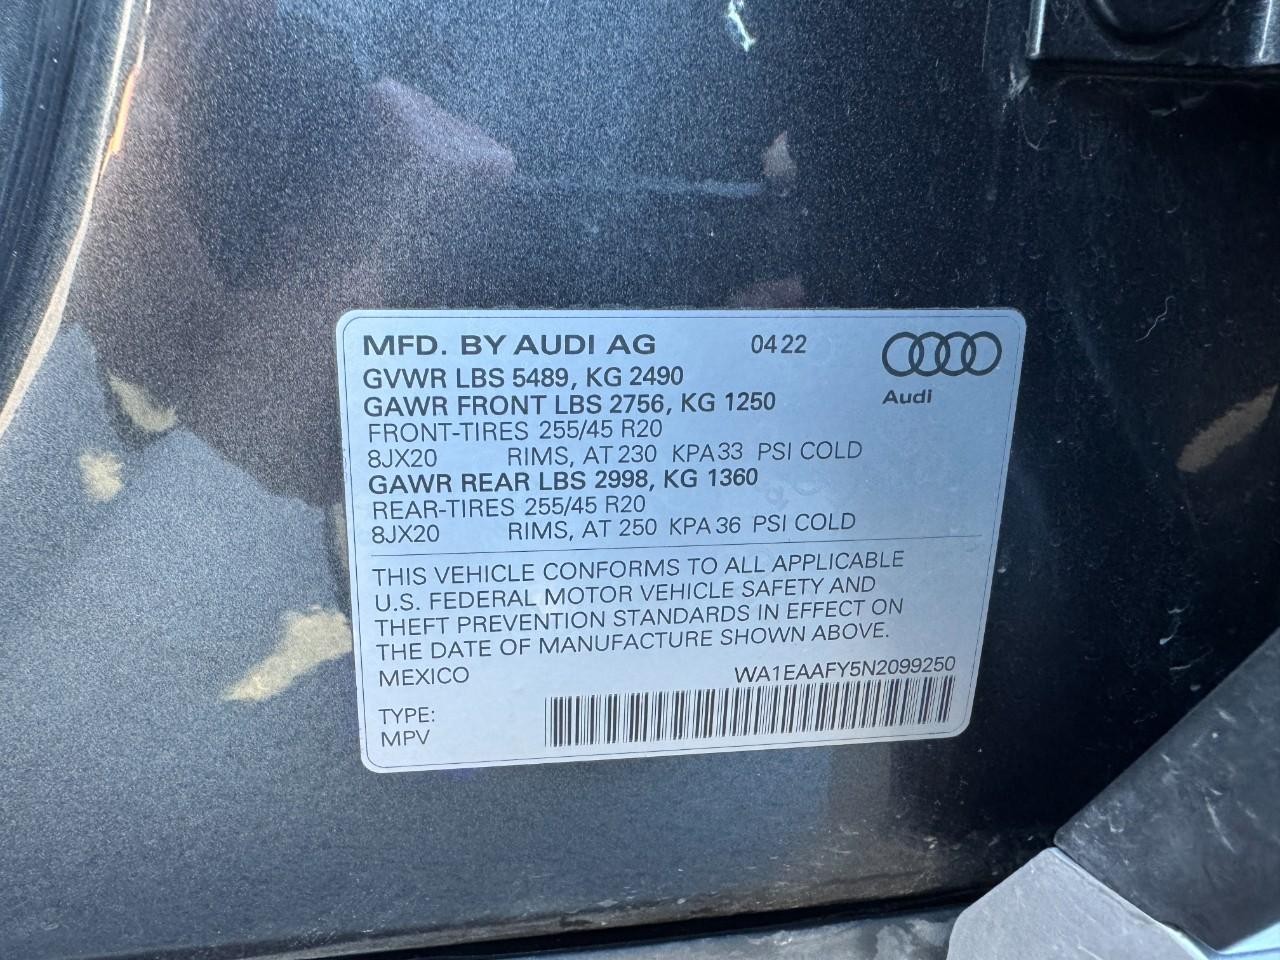 MFD. BY AUDI AG 04 22
GVWR LBS 5489, KG 2490
Audi
GAWR FRONT LBS 2756, KG 1250
FRONT-TIRES 255/45 R20
8JX20 RIMS, AT 230 KPA 33 PSI COLD
GAWR REAR LBS 2998, KG 1360
REAR-TIRES 255/45 R20
8JX20 RIMS, AT 250 KPA 36 PSI COLD
THIS VEHICLE CONFORMS TO ALL APPLICABLE
U.S. FEDERAL MOTOR VEHICLE SAFETY AND
THEFT PREVENTION STANDARDS IN EFFECT ON
THE DATE OF MANUFACTURE SHOWN ABOVE.
MEXICO WA1EAAFY5N2099250
TYPE:
MPV